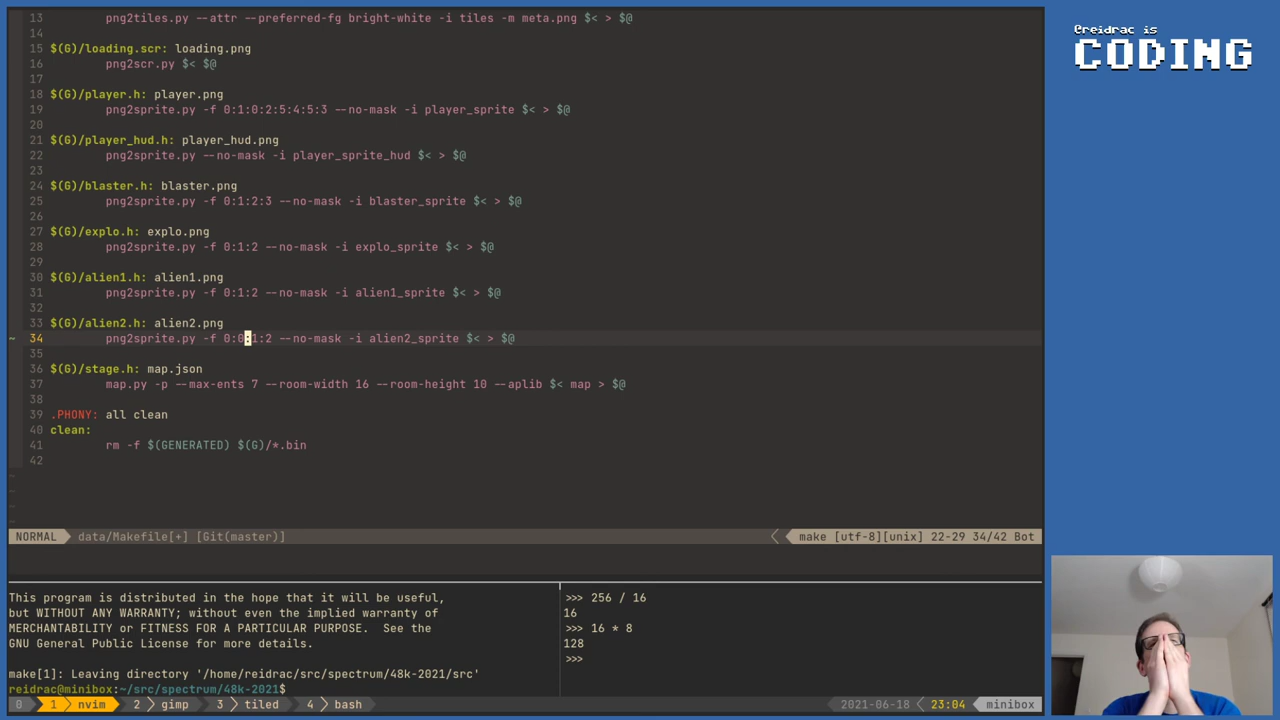 13 png2tiles.py --attr --preferred-fg bright-white -i tiles -m meta.png $< > $@
14
15 $(G)/loading.scr: loading.png
16 png2scr.py $< $@
17
18 $(G)/player.h: player.png
19 png2sprite.py -f 0:1:0:2:5:4:5:3 --no-mask -i player_sprite $< > $@
20
21 $(G)/player_hud.h: player_hud.png
22 png2sprite.py --no-mask -i player_sprite_hud $< > $@
23
24 $(G)/blaster.h: blaster.png
25 png2sprite.py -f 0:1:2:3 --no-mask -i blaster_sprite $< > $@
26
27 $(G)/explo.h: explo.png
28 png2sprite.py -f 0:1:2 --no-mask -i explo_sprite $< > $@
29
30 $(G)/alien1.h: alien1.png
31 png2sprite.py -f 0:1:2 --no-mask -i alien1_sprite $< > $@
32
33 $(G)/alien2.h: alien2.png
~ 34 png2sprite.py -f 0:0:1:2 --no-mask -i alien2_sprite $< > $@
35
36 $(G)/stage.h: map.json
37 map.py -p --max-ents 7 --room-width 16 --room-height 10 --aplib $< map > $@
38
39 .PHONY: all clean
40 clean:
41 rm -f $(GENERATED) $(G)/*.bin
42
~
~
~
~
NORMAL data/Makefile[+] [Git(master)] make [utf-8][unix] 22-29 34/42 Bot
This program is distributed in the hope that it will be useful,
but WITHOUT ANY WARRANTY; without even the implied warranty of
MERCHANTABILITY or FITNESS FOR A PARTICULAR PURPOSE. See the
GNU General Public License for more details.
make[1]: Leaving directory '/home/reidrac/src/spectrum/48k-2021/src'
reidrac@minibox:~/src/spectrum/48k-2021$
>>> 256 / 16
16
>>> 16 * 8
128
>>>
0 1 nvim 2 gimp 3 tiled 4 bash 2021-06-18 23:04 minibox
@reidrac is
CODING